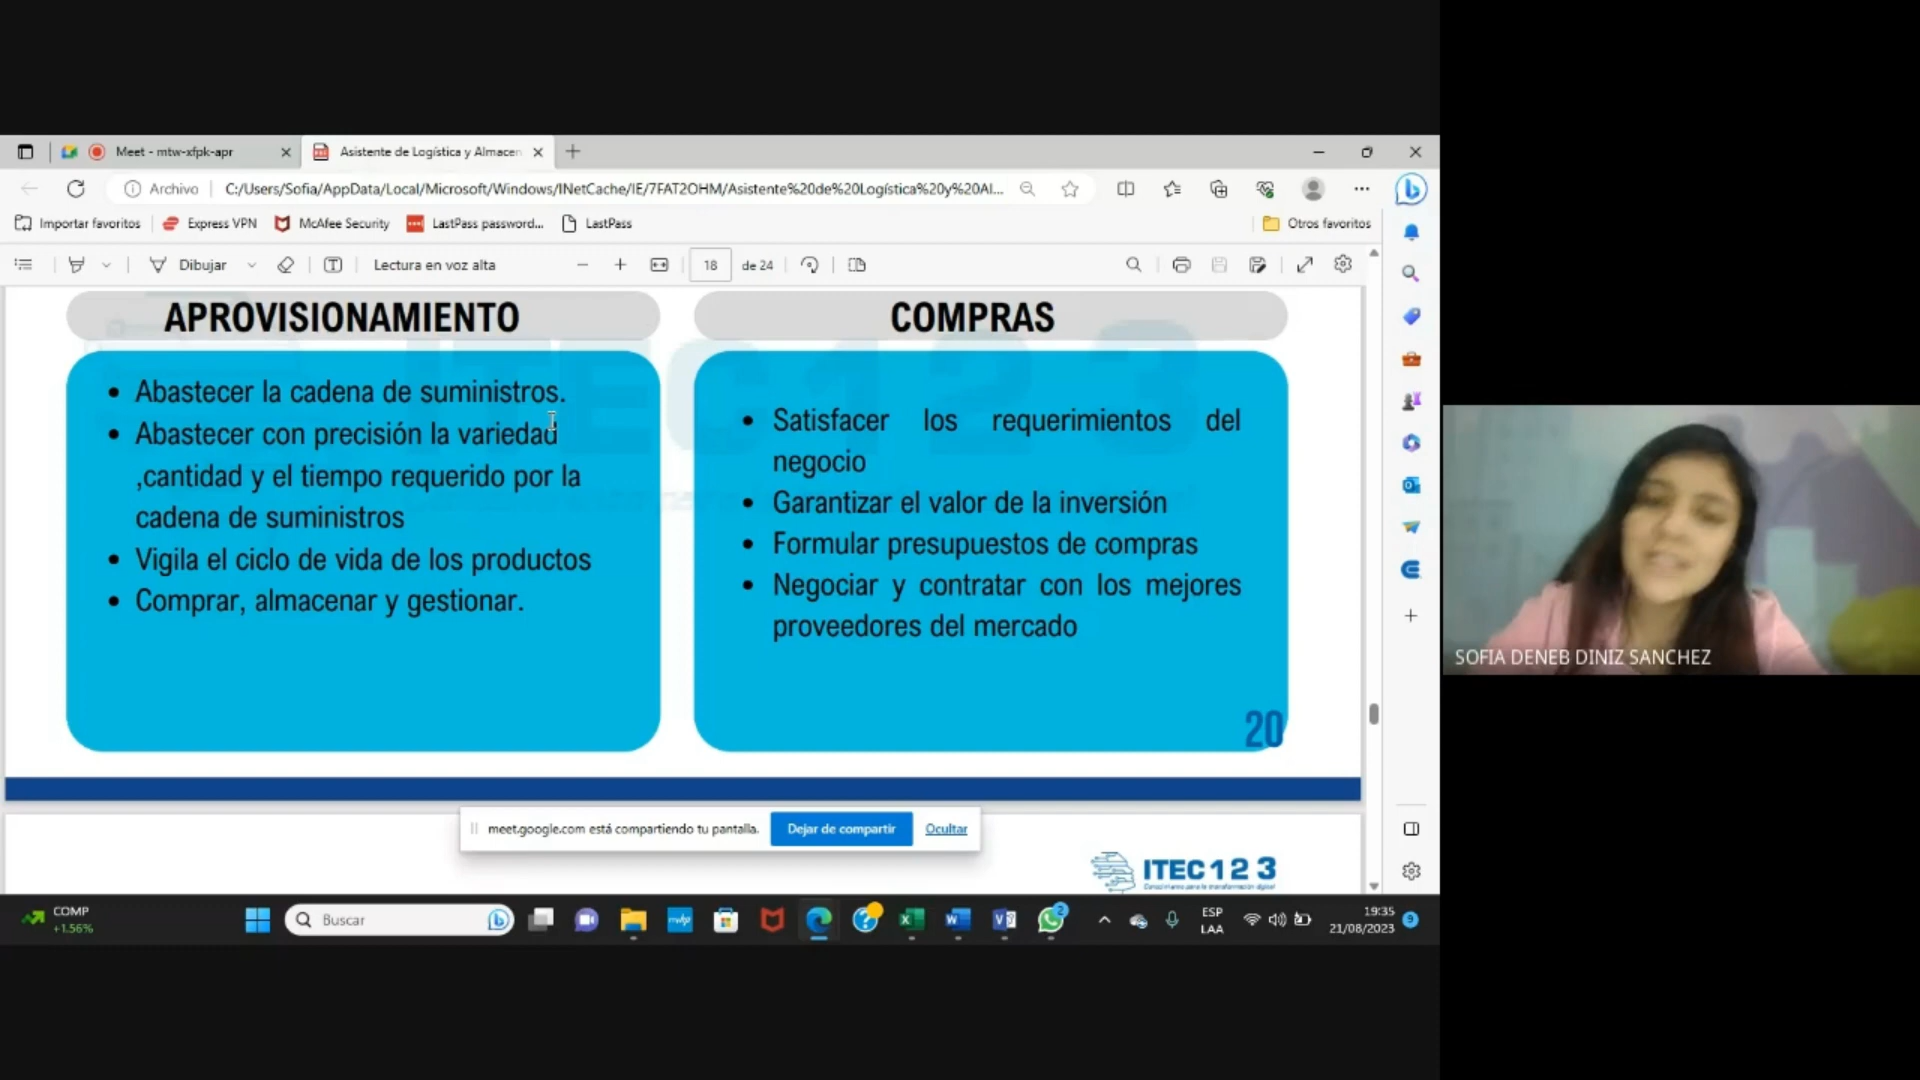 Meet - mtw-xfpk-apr
Asistente de Logística y Almacen
Archivo
C:/Users/Sofia/AppData/Local/Microsoft/Windows/INetCache/IE/7FAT2OHM/Asistente%20de%20Logística%20y%20Al...
Importar favoritos
Express VPN
McAfee Security
LastPass password...
LastPass
Otros favoritos
Dibujar
Lectura en voz alta
18
de 24
APROVISIONAMIENTO
• Abastecer la cadena de suministros.
• Abastecer con precisión la variedad
,cantidad y el tiempo requerido por la
cadena de suministros
• Vigila el ciclo de vida de los productos
• Comprar, almacenar y gestionar.
COMPRAS
• Satisfacer los requerimientos del
negocio
• Garantizar el valor de la inversión
• Formular presupuestos de compras
• Negociar y contratar con los mejores
proveedores del mercado
20
meet.google.com está compartiendo tu pantalla.
Dejar de compartir
Ocultar
ITEC 1 2 3
SOFIA DENEB DINIZ SANCHEZ
COMP
+1.56%
Buscar
ESP
LAA
19:35
21/08/2023